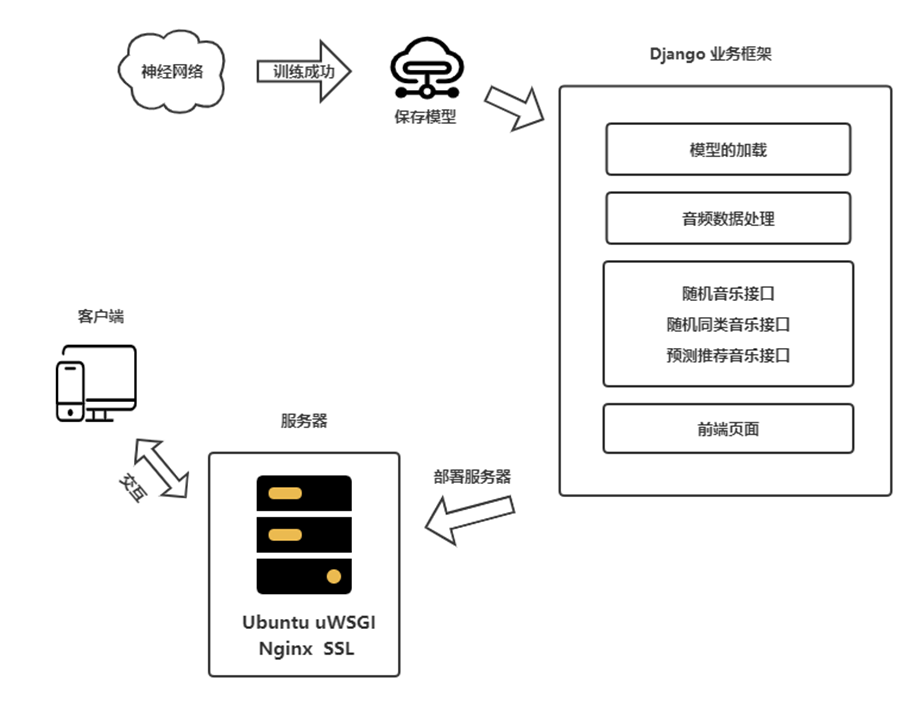 神经网络
训练成功
保存模型
Django 业务框架
模型的加载
音频数据处理
随机音乐接口
随机同类音乐接口
预测推荐音乐接口
前端页面
部署服务器
服务器
Ubuntu uWSGI
Nginx SSL
交互
客户端